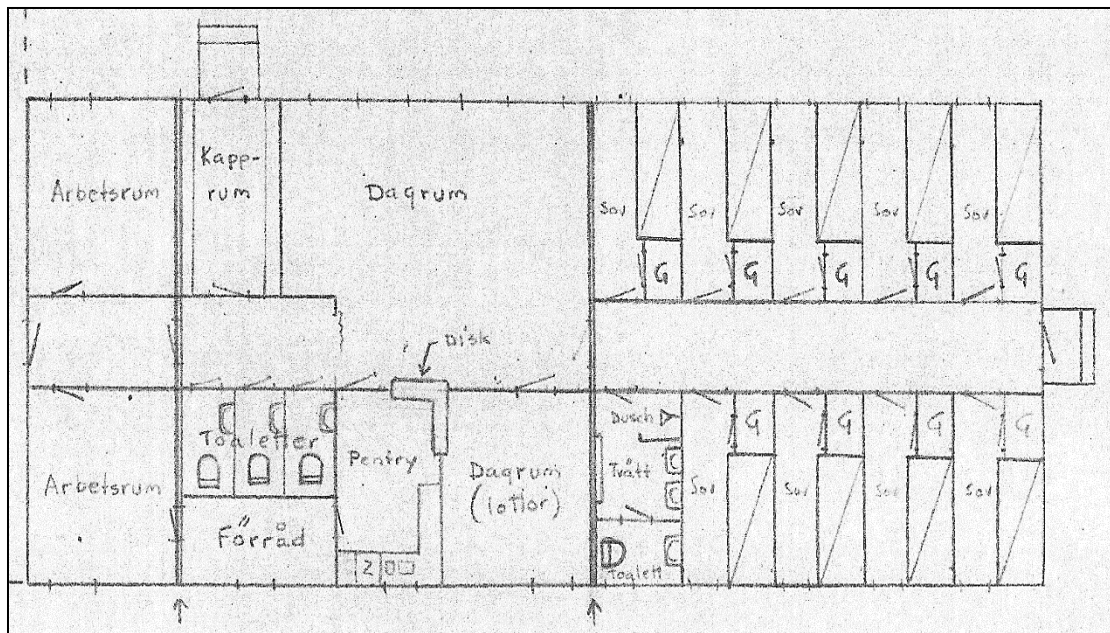 Kapp-
rum
Arbetsrum
Dagrum
Sov
Sov
Sov
Sov
Sov
G
G
G
G
G
Disk
Dusch
G
G
G
G
Toaletter
Pentry
Tvätt
Arbetsrum
Dagrum
(lottor)
Sov
Sov
Sov
Sov
Förråd
Z
Toalett